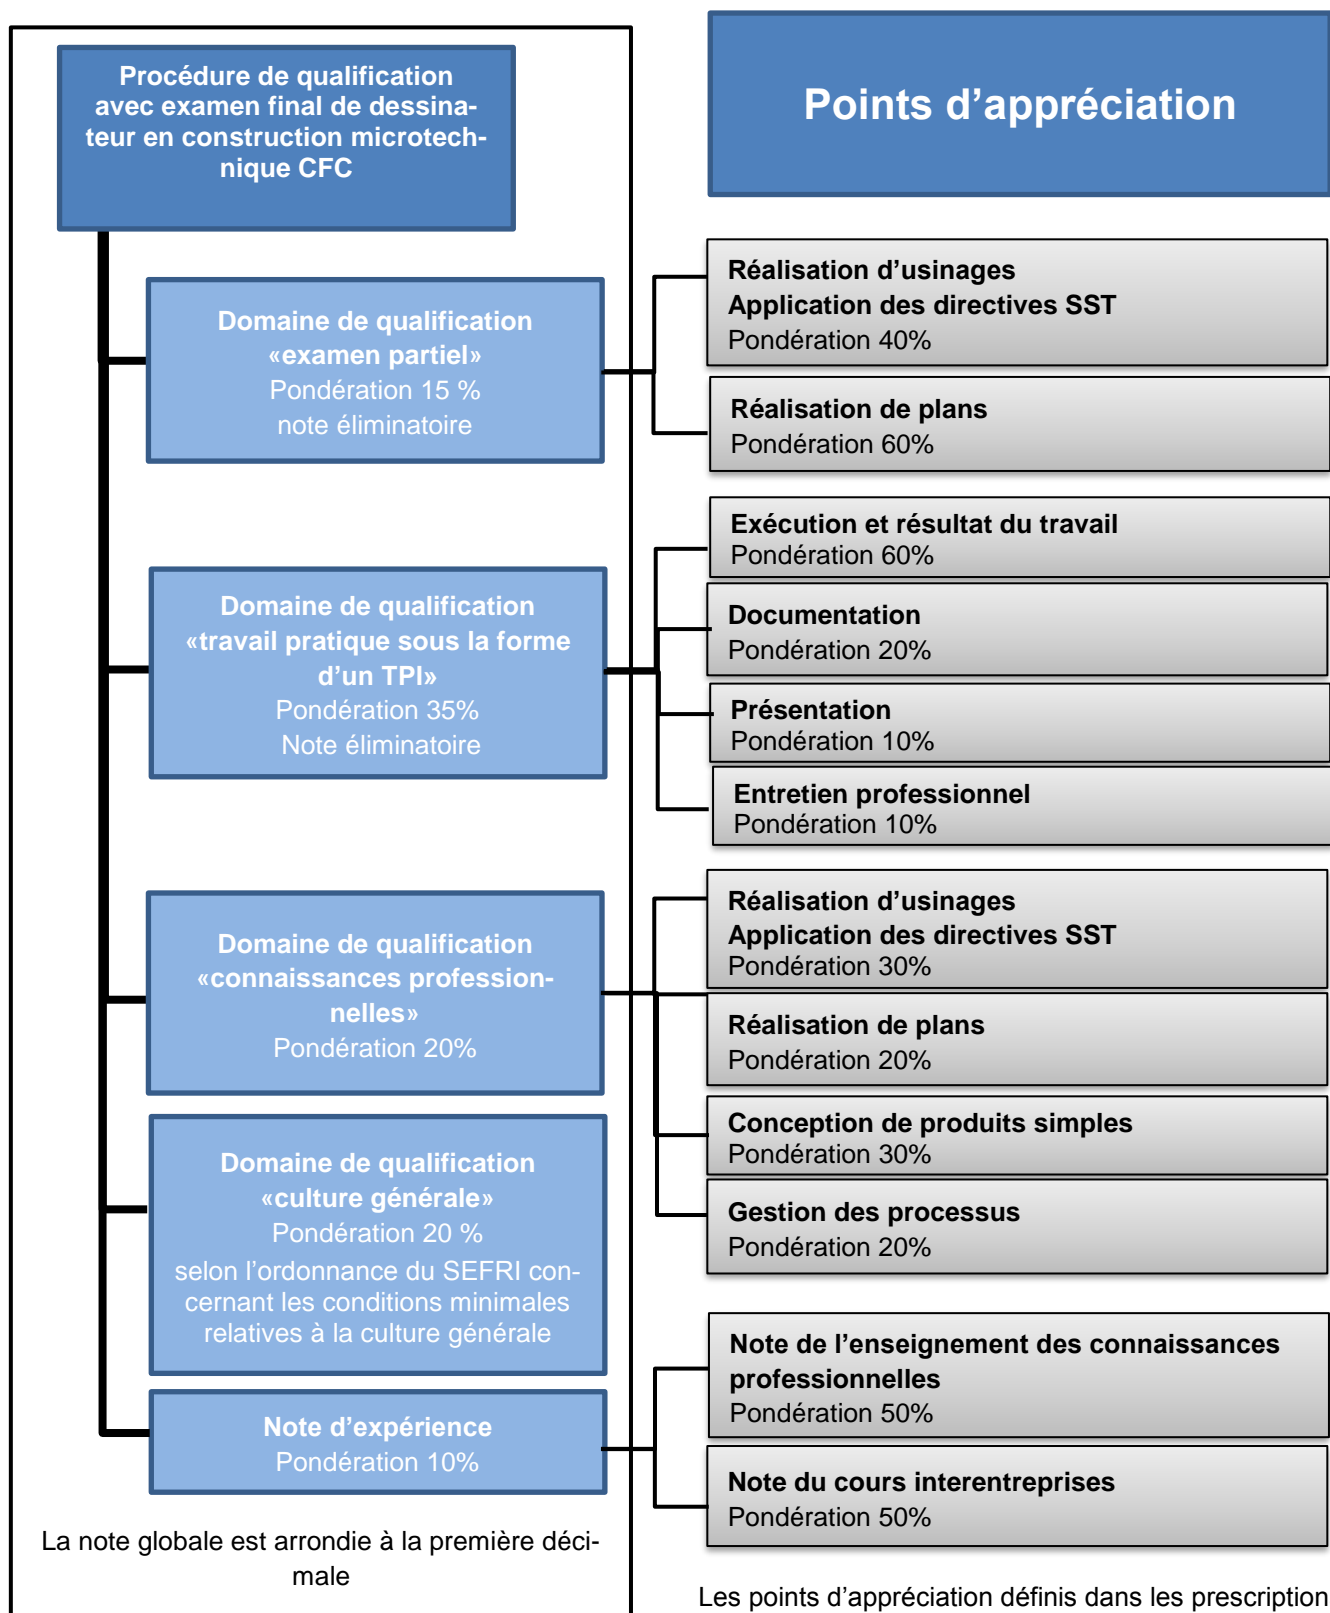 Procédure de qualification
avec examen final de dessina-
teur en construction microtech-
nique CFC
Points d’appréciation
Domaine de qualification
«examen partiel»
Pondération 15 %
note éliminatoire
Réalisation d’usinages
Application des directives SST
Pondération 40%
Réalisation de plans
Pondération 60%
Domaine de qualification
«travail pratique sous la forme
d’un TPI»
Pondération 35%
Note éliminatoire
Exécution et résultat du travail
Pondération 60%
Documentation
Pondération 20%
Présentation
Pondération 10%
Entretien professionnel
Pondération 10%
Domaine de qualification
«connaissances profession-
nelles»
Pondération 20%
Réalisation d’usinages
Application des directives SST
Pondération 30%
Réalisation de plans
Pondération 20%
Conception de produits simples
Pondération 30%
Gestion des processus
Pondération 20%
Domaine de qualification
«culture générale»
Pondération 20 %
selon l’ordonnance du SEFRI con-
cernant les conditions minimales
relatives à la culture générale
Note d’expérience
Pondération 10%
Note de l’enseignement des connaissances
professionnelles
Pondération 50%
Note du cours interentreprises
Pondération 50%
La note globale est arrondie à la première déci-
male
Les points d’appréciation définis dans les prescription